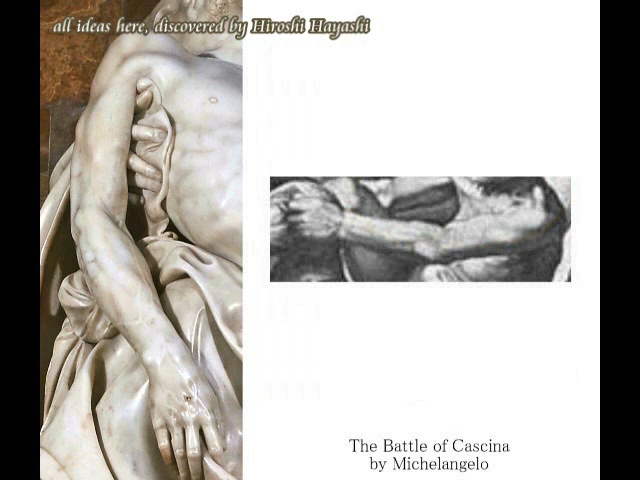 all ideas here, discovered by Hiroshi Hayashi
The Battle of Cascina
by Michelangelo